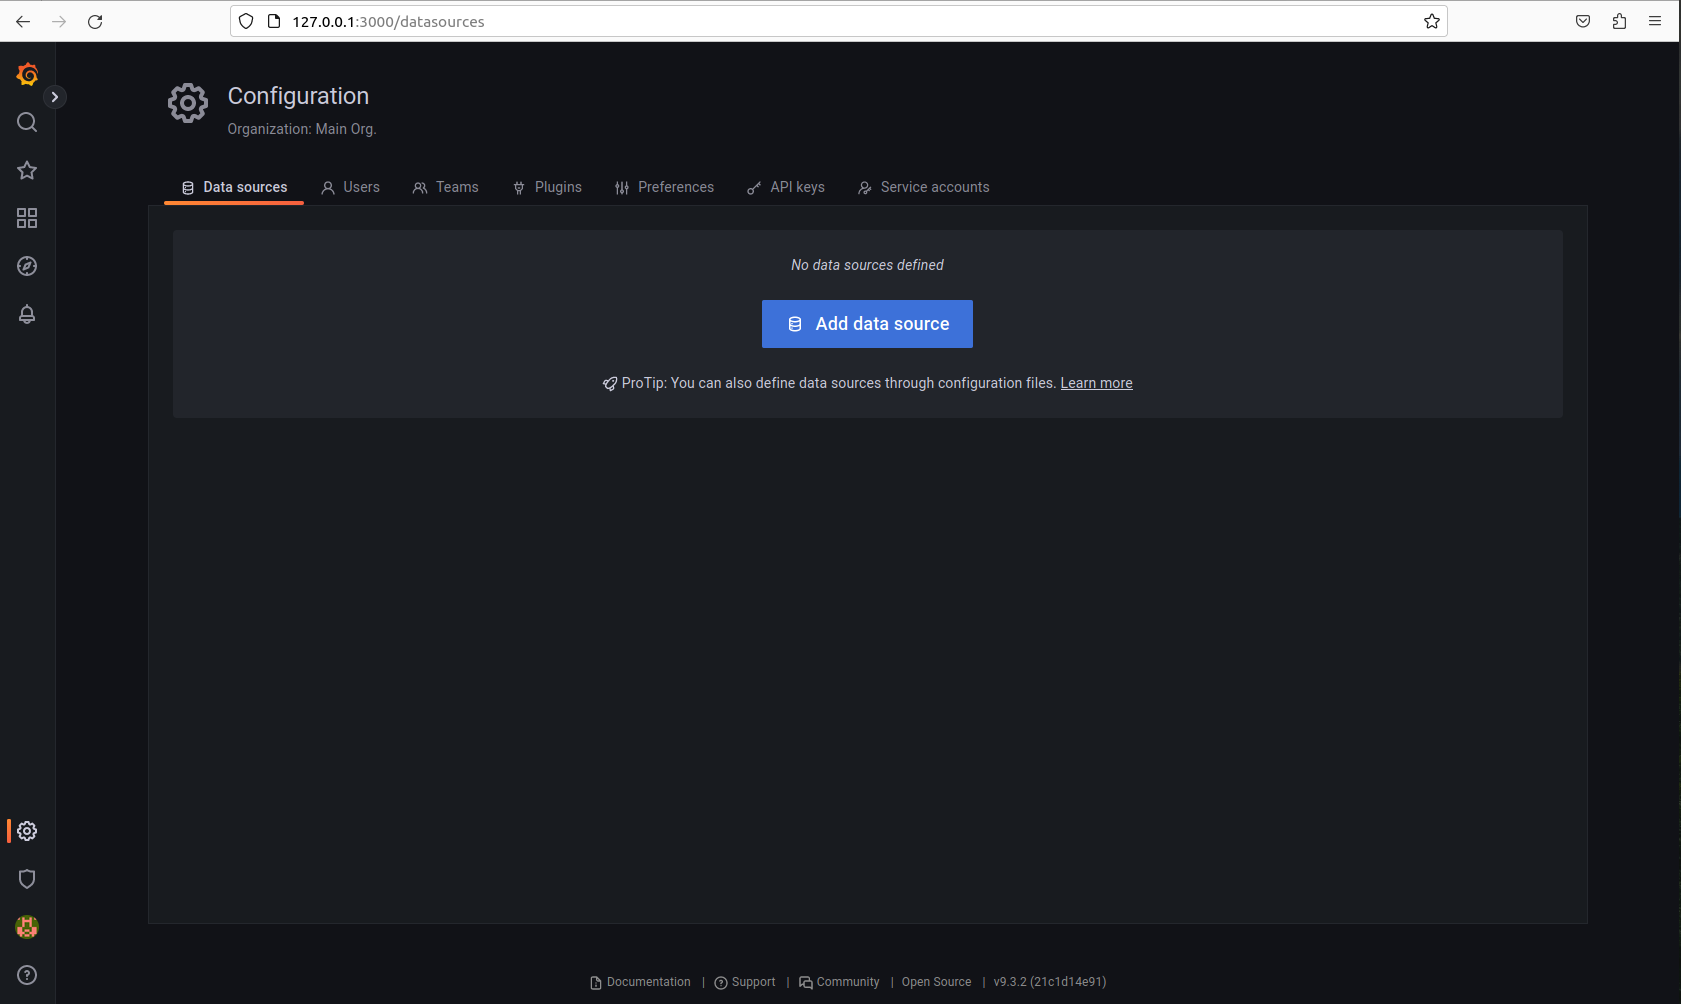 127.0.0.1:3000/datasources
Configuration
Organization: Main Org.
Data sources Users Teams Plugins Preferences API keys Service accounts
No data sources defined
Add data source
ProTip: You can also define data sources through configuration files. Learn more
Documentation | Support | Community | Open Source | v9.3.2 (21c1d14e91)